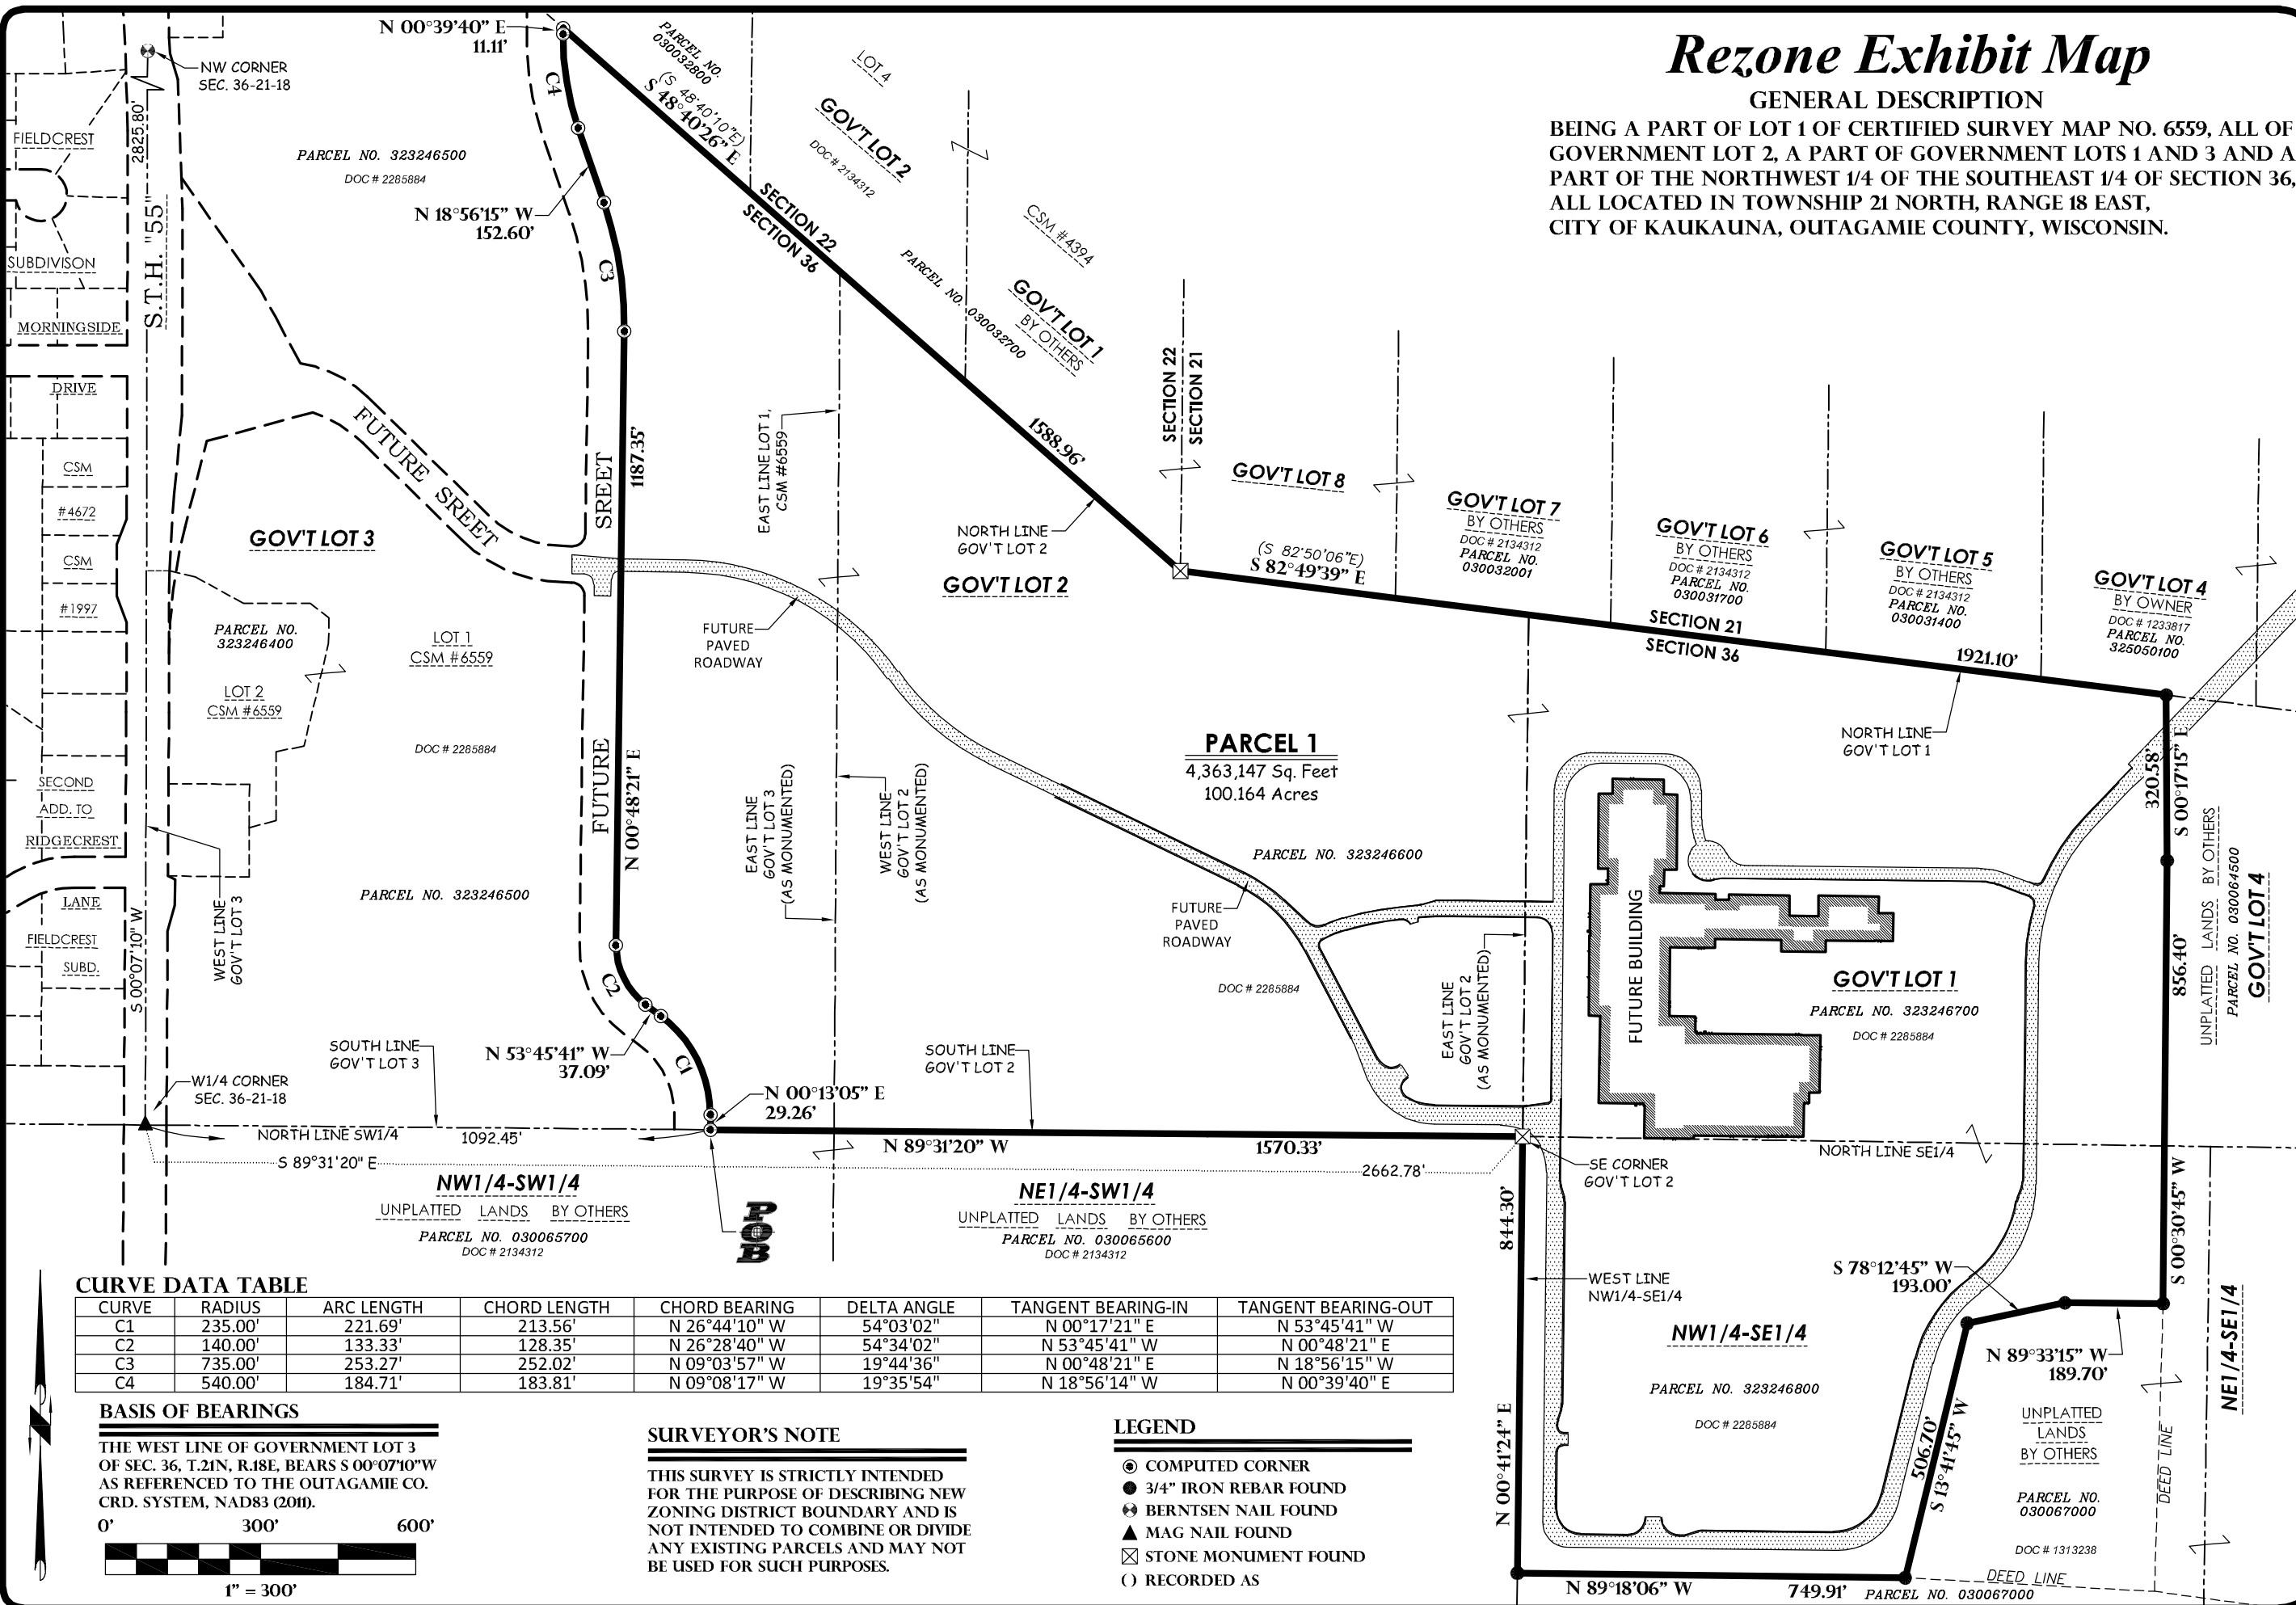 Rezone Exhibit Map
GENERAL DESCRIPTION
BEING A PART OF LOT 1 OF CERTIFIED SURVEY MAP NO. 6559, ALL OF
GOVERNMENT LOT 2, A PART OF GOVERNMENT LOTS 1 AND 3 AND A
PART OF THE NORTHWEST 1/4 OF THE SOUTHEAST 1/4 OF SECTION 36,
ALL LOCATED IN TOWNSHIP 21 NORTH, RANGE 18 EAST,
CITY OF KAUKAUNA, OUTAGAMIE COUNTY, WISCONSIN.
N 00°39'40" E
11.11'
NW CORNER
SEC. 36-21-18
2825.80'
S.T.H. "55"
FIELDCREST
SUBDIVISON
MORNINGSIDE
DRIVE
CSM
#4672
CSM
#1997
SECOND
ADD. TO
RIDGECREST
LANE
FIELDCREST
SUBD.
S 00°07'10" W
PARCEL NO. 323246500
DOC # 2285884
C4
N 18°56'15" W
152.60'
C3
PARCEL NO.
030032800
(S 48°40'10"E)
S 48°40'26" E
LOT 4
GOV'T LOT 2
DOC # 2134312
SECTION 22
SECTION 36
CSM #4394
PARCEL NO. 030032700
GOV'T LOT 1
BY OTHERS
1588.96'
SECTION 22
SECTION 21
GOV'T LOT 8
(S 82°50'06"E)
S 82°49'39" E
GOV'T LOT 7
BY OTHERS
DOC # 2134312
PARCEL NO.
030032001
GOV'T LOT 6
BY OTHERS
DOC # 2134312
PARCEL NO.
030031700
GOV'T LOT 5
BY OTHERS
DOC # 2134312
PARCEL NO.
030031400
GOV'T LOT 4
BY OWNER
DOC # 1233817
PARCEL NO.
325050100
SECTION 21
SECTION 36
1921.10'
NORTH LINE
GOV'T LOT 1
NORTH LINE
GOV'T LOT 2
GOV'T LOT 2
EAST LINE LOT 1,
CSM #6559
1187.35'
FUTURE SREET
FUTURE SREET
N 00°48'21" E
GOV'T LOT 3
PARCEL NO.
323246400
LOT 2
CSM #6559
LOT 1
CSM #6559
DOC # 2285884
PARCEL NO. 323246500
WEST LINE
GOV'T LOT 3
FUTURE
PAVED
ROADWAY
EAST LINE
GOV'T LOT 3
(AS MONUMENTED)
WEST LINE
GOV'T LOT 2
(AS MONUMENTED)
PARCEL 1
4,363,147 Sq. Feet
100.164 Acres
PARCEL NO. 323246600
FUTURE
PAVED
ROADWAY
DOC # 2285884
EAST LINE
GOV'T LOT 2
(AS MONUMENTED)
FUTURE BUILDING
GOV'T LOT 1
PARCEL NO. 323246700
DOC # 2285884
320.58'
S 00°17'15" E
856.40'
S 00°30'45" W
UNPLATTED LANDS BY OTHERS
PARCEL NO. 030064500
GOV'T LOT 4
C2
N 53°45'41" W
37.09'
C1
N 00°13'05" E
29.26'
SOUTH LINE
GOV'T LOT 3
SOUTH LINE
GOV'T LOT 2
W1/4 CORNER
SEC. 36-21-18
NORTH LINE SW1/4
1092.45'
S 89°31'20" E
N 89°31'20" W
1570.33'
2662.78'
SE CORNER
GOV'T LOT 2
NORTH LINE SE1/4
NW1/4-SW1/4
UNPLATTED LANDS BY OTHERS
PARCEL NO. 030065700
DOC # 2134312
POB
NE1/4-SW1/4
UNPLATTED LANDS BY OTHERS
PARCEL NO. 030065600
DOC # 2134312
844.30'
N 00°41'24" E
WEST LINE
NW1/4-SE1/4
NW1/4-SE1/4
PARCEL NO. 323246800
DOC # 2285884
S 78°12'45" W
193.00'
N 89°33'15" W
189.70'
506.70'
S 13°41'45" W
UNPLATTED
LANDS
BY OTHERS
PARCEL NO.
030067000
DOC # 1313238
DEED LINE
DEED LINE
NE1/4-SE1/4
N 89°18'06" W
749.91'
PARCEL NO. 030067000
CURVE DATA TABLE
CURVE RADIUS ARC LENGTH CHORD LENGTH CHORD BEARING DELTA ANGLE TANGENT BEARING-IN TANGENT BEARING-OUT
C1 235.00' 221.69' 213.56' N 26°44'10" W 54°03'02" N 00°17'21" E N 53°45'41" W
C2 140.00' 133.33' 128.35' N 26°28'40" W 54°34'02" N 53°45'41" W N 00°48'21" E
C3 735.00' 253.27' 252.02' N 09°03'57" W 19°44'36" N 00°48'21" E N 18°56'15" W
C4 540.00' 184.71' 183.81' N 09°08'17" W 19°35'54" N 18°56'14" W N 00°39'40" E
BASIS OF BEARINGS
THE WEST LINE OF GOVERNMENT LOT 3
OF SEC. 36, T.21N, R.18E, BEARS S 00°07'10"W
AS REFERENCED TO THE OUTAGAMIE CO.
CRD. SYSTEM, NAD83 (2011).
0' 300' 600'
1" = 300'
SURVEYOR'S NOTE
THIS SURVEY IS STRICTLY INTENDED
FOR THE PURPOSE OF DESCRIBING NEW
ZONING DISTRICT BOUNDARY AND IS
NOT INTENDED TO COMBINE OR DIVIDE
ANY EXISTING PARCELS AND MAY NOT
BE USED FOR SUCH PURPOSES.
LEGEND
COMPUTED CORNER
3/4" IRON REBAR FOUND
BERNTSEN NAIL FOUND
MAG NAIL FOUND
STONE MONUMENT FOUND
( ) RECORDED AS